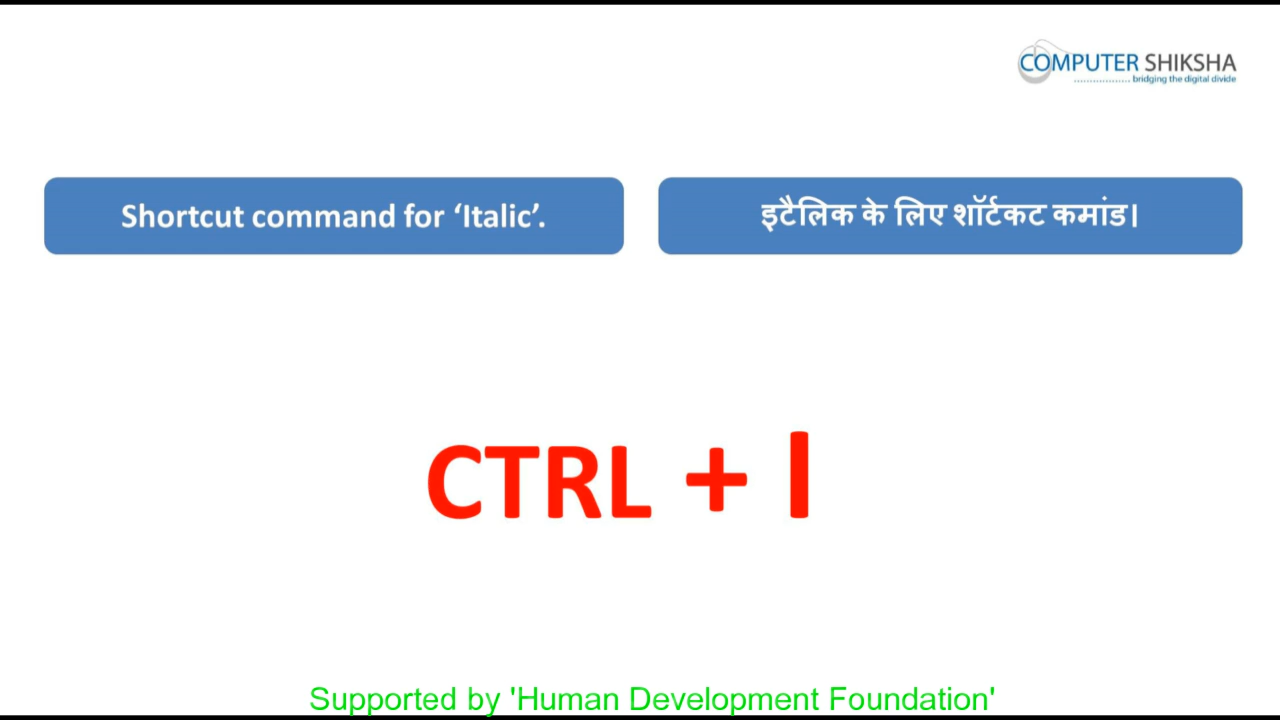 COMPUTER SHIKSHA
.................. bridging the digital divide
Shortcut command for ‘Italic’.
इटैलिक के लिए शॉर्टकट कमांड।
CTRL + l
Supported by 'Human Development Foundation'